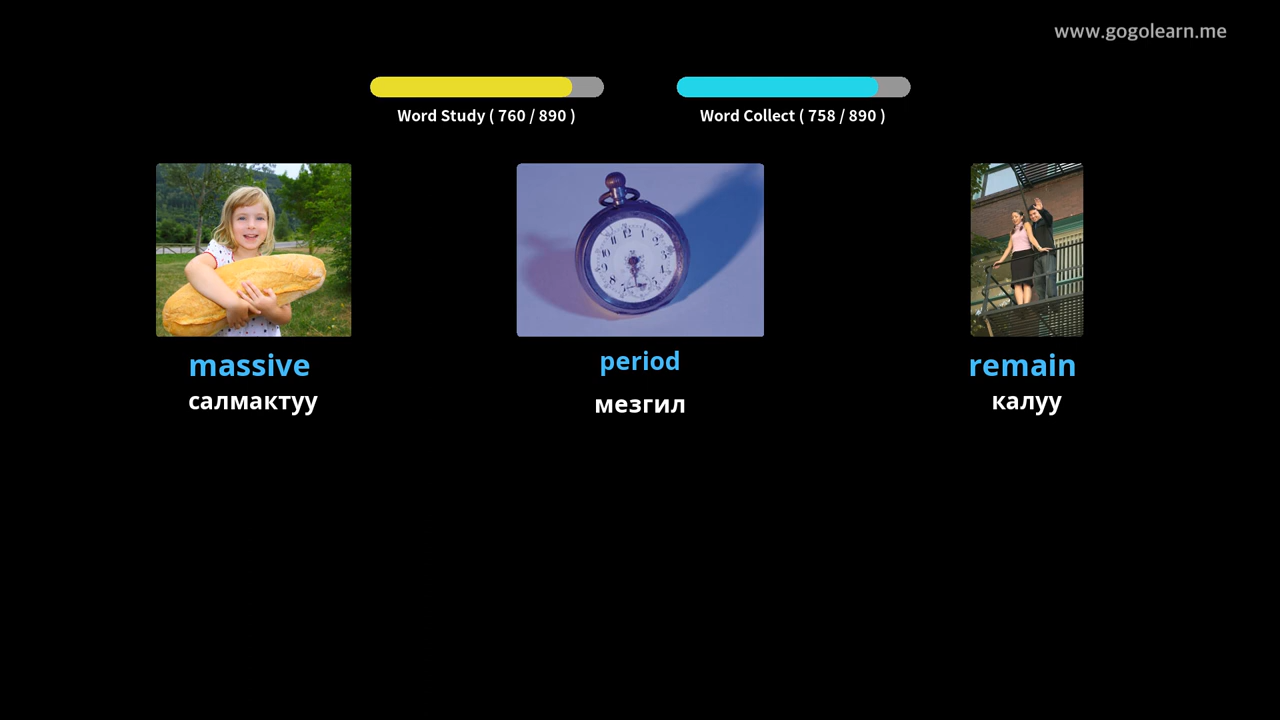 www.gogolearn.me
Word Study ( 760 / 890 )
Word Collect ( 758 / 890 )
massive
салмактуу
period
мезгил
remain
калуу